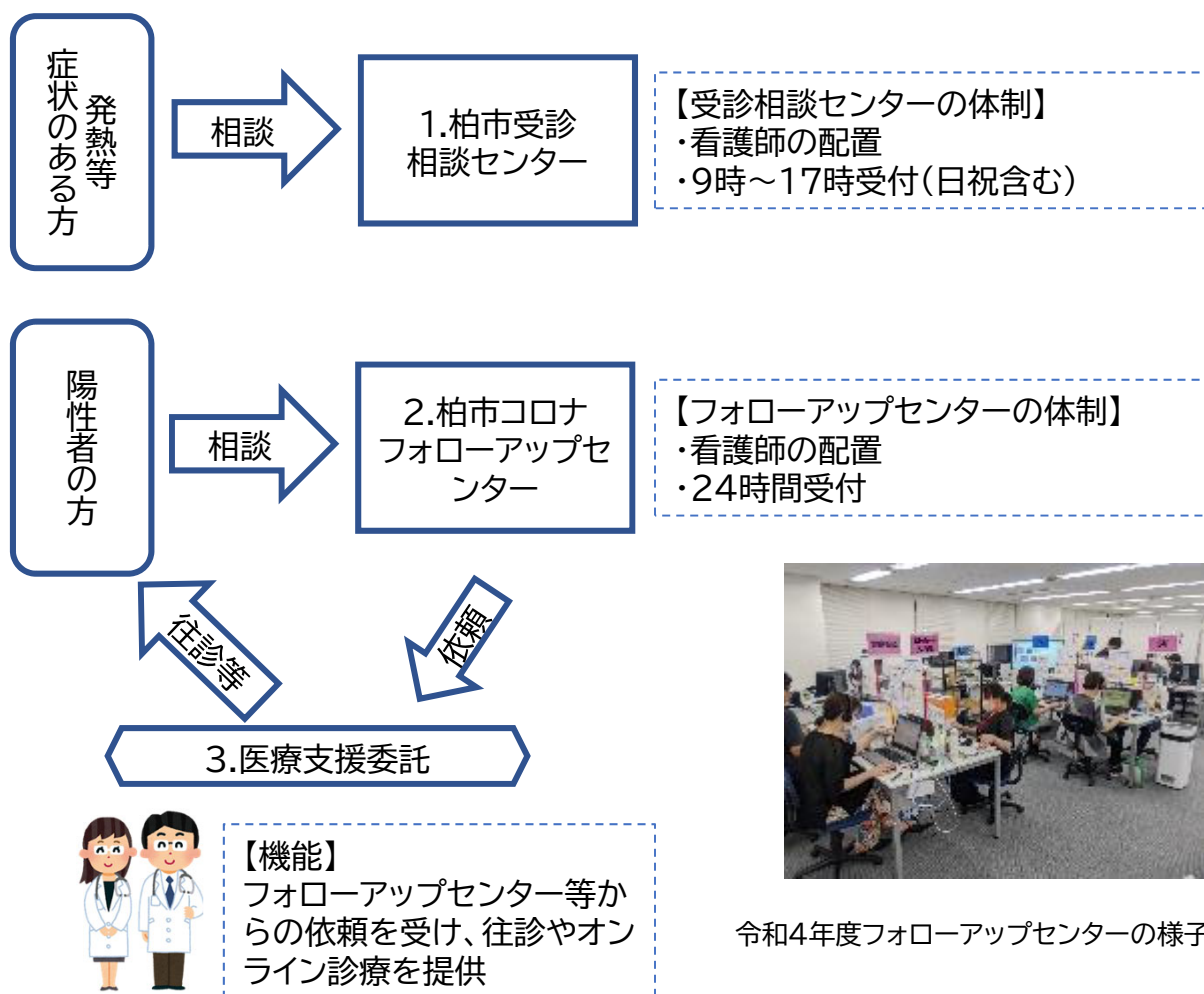 発熱等
症状のある方
相談
1.柏市受診
相談センター
【受診相談センターの体制】
・看護師の配置
・9時～17時受付(日祝含む)
陽性者の方
相談
2.柏市コロナ
フォローアップセ
ンター
【フォローアップセンターの体制】
・看護師の配置
・24時間受付
往診等
依頼
3.医療支援委託
【機能】
フォローアップセンター等か
らの依頼を受け、往診やオン
ライン診療を提供
令和4年度フォローアップセンターの様子